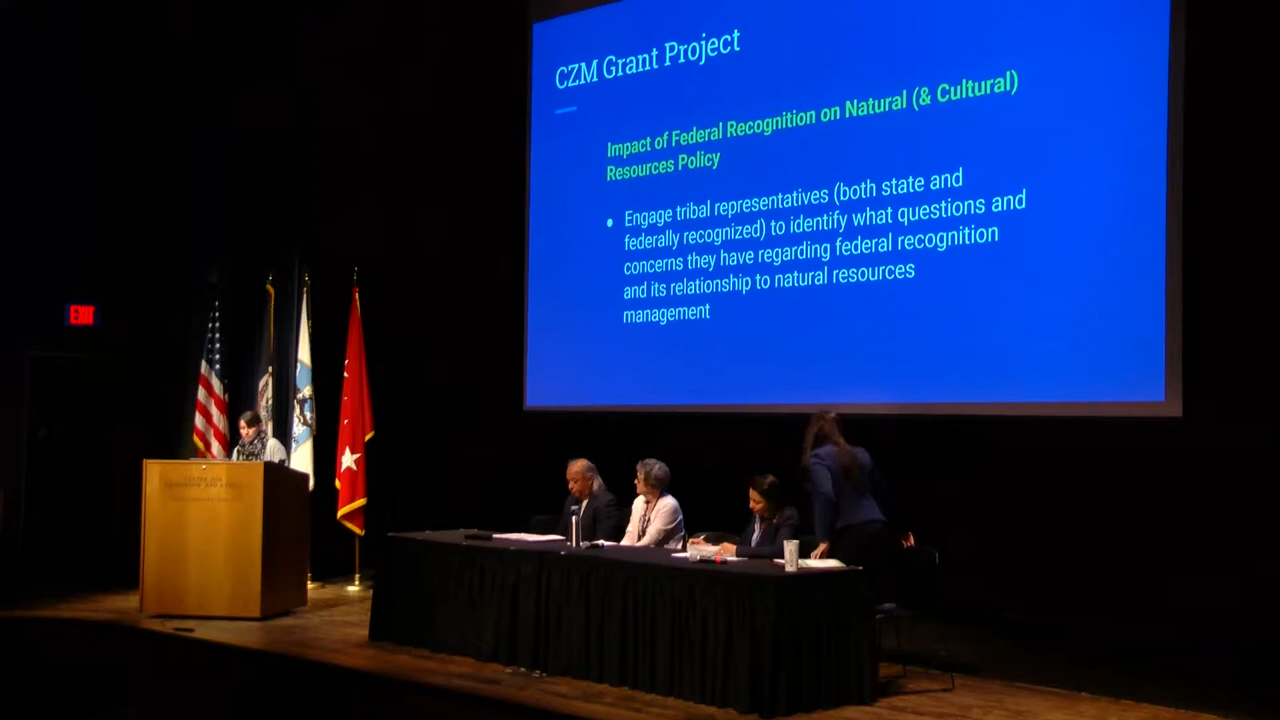 CZM Grant Project
Impact of Federal Recognition on Natural (& Cultural)
Resources Policy
• Engage tribal representatives (both state and
federally recognized) to identify what questions and
concerns they have regarding federal recognition
and its relationship to natural resources
management
EXIT
CENTER FOR